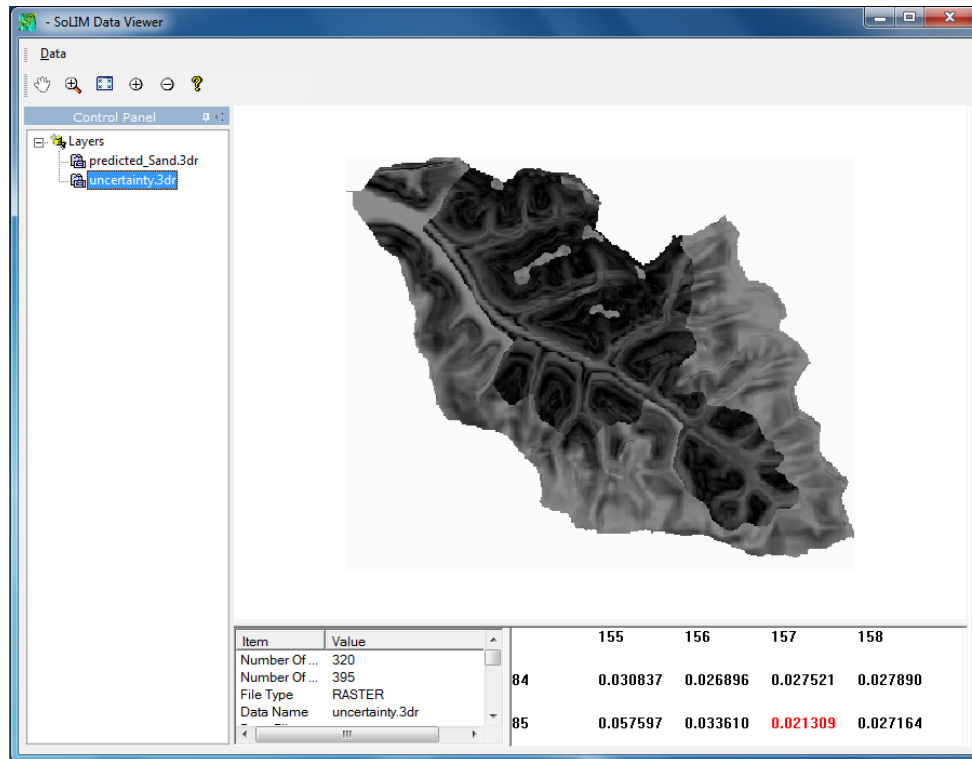 - SoLIM Data Viewer
Data
Control Panel
Layers
predicted_Sand.3dr
uncertainty.3dr
Item Value
Number Of ... 320
Number Of ... 395
File Type RASTER
Data Name uncertainty.3dr
155 156 157 158
84 0.030837 0.026896 0.027521 0.027890
85 0.057597 0.033610 0.021309 0.027164